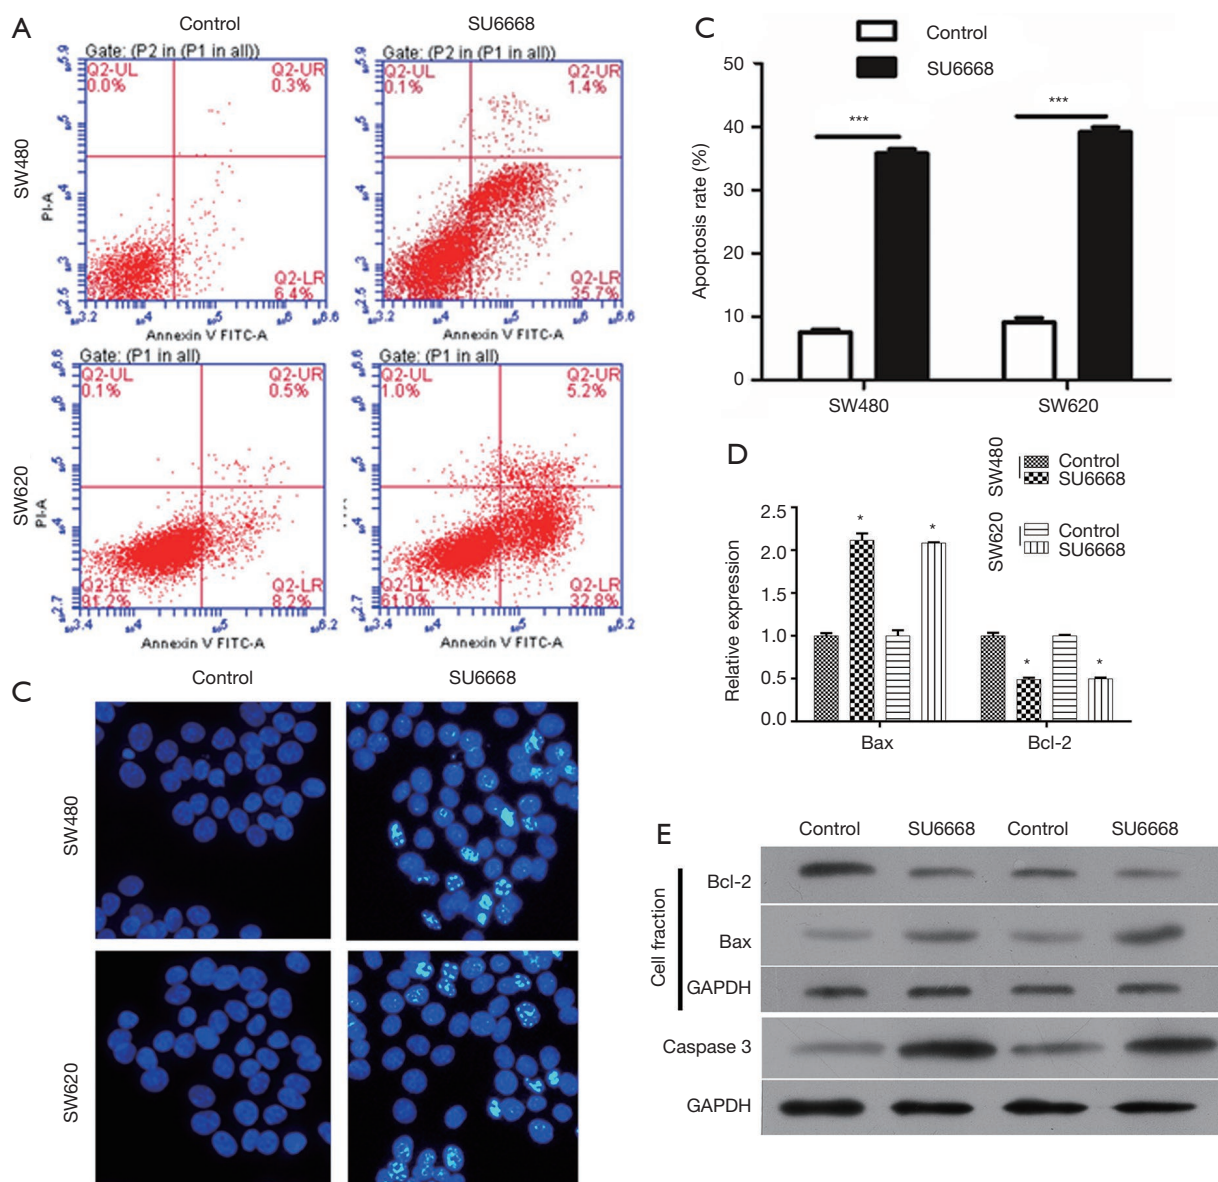 A
Control
SU6668
SW480
Gate: (P2 in (P1 in all))
Q2-UL
0.0%
Q2-UR
0.3%
Q2-LR
6.4%
PI-A
Annexin V FITC-A
Gate: (P2 in (P1 in all))
Q2-UL
0.1%
Q2-UR
1.4%
Q2-LR
35.7%
Annexin V FITC-A
SW620
Gate: (P1 in all)
Q2-UL
0.1%
Q2-UR
0.5%
Q2-LL
91.2%
Q2-LR
8.2%
PI-A
Annexin V FITC-A
Gate: (P1 in all)
Q2-UL
1.0%
Q2-UR
5.2%
Q2-LL
61.0%
Q2-LR
32.8%
Annexin V FITC-A
C
Control
SU6668
Apoptosis rate (%)
50
40
30
20
10
0
***
***
SW480
SW620
C
Control
SU6668
SW480
SW620
D
SW480
Control
SU6668
SW620
Control
SU6668
Relative expression
2.5
2.0
1.5
1.0
0.5
0.0
*
*
*
*
Bax
Bcl-2
E
Control
SU6668
Control
SU6668
Cell fraction
Bcl-2
Bax
GAPDH
Caspase 3
GAPDH